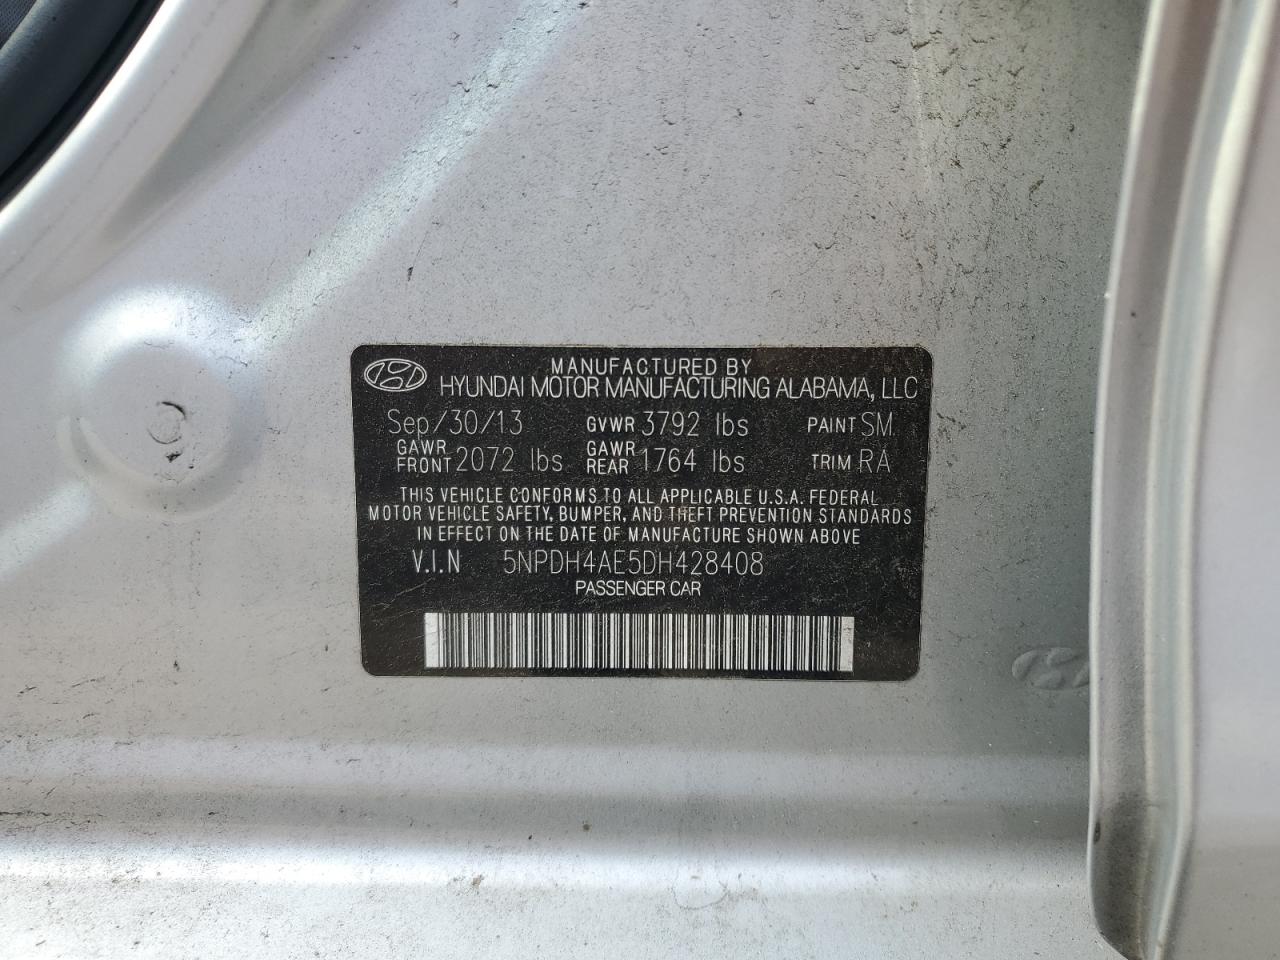 MANUFACTURED BY
HYUNDAI MOTOR MANUFACTURING ALABAMA, LLC
Sep/30/13 GVWR 3792 lbs PAINT SM
GAWR FRONT 2072 lbs GAWR REAR 1764 lbs TRIM RA
THIS VEHICLE CONFORMS TO ALL APPLICABLE U.S.A. FEDERAL
MOTOR VEHICLE SAFETY, BUMPER, AND THEFT PREVENTION STANDARDS
IN EFFECT ON THE DATE OF MANUFACTURE SHOWN ABOVE
V.I.N 5NPDH4AE5DH428408
PASSENGER CAR